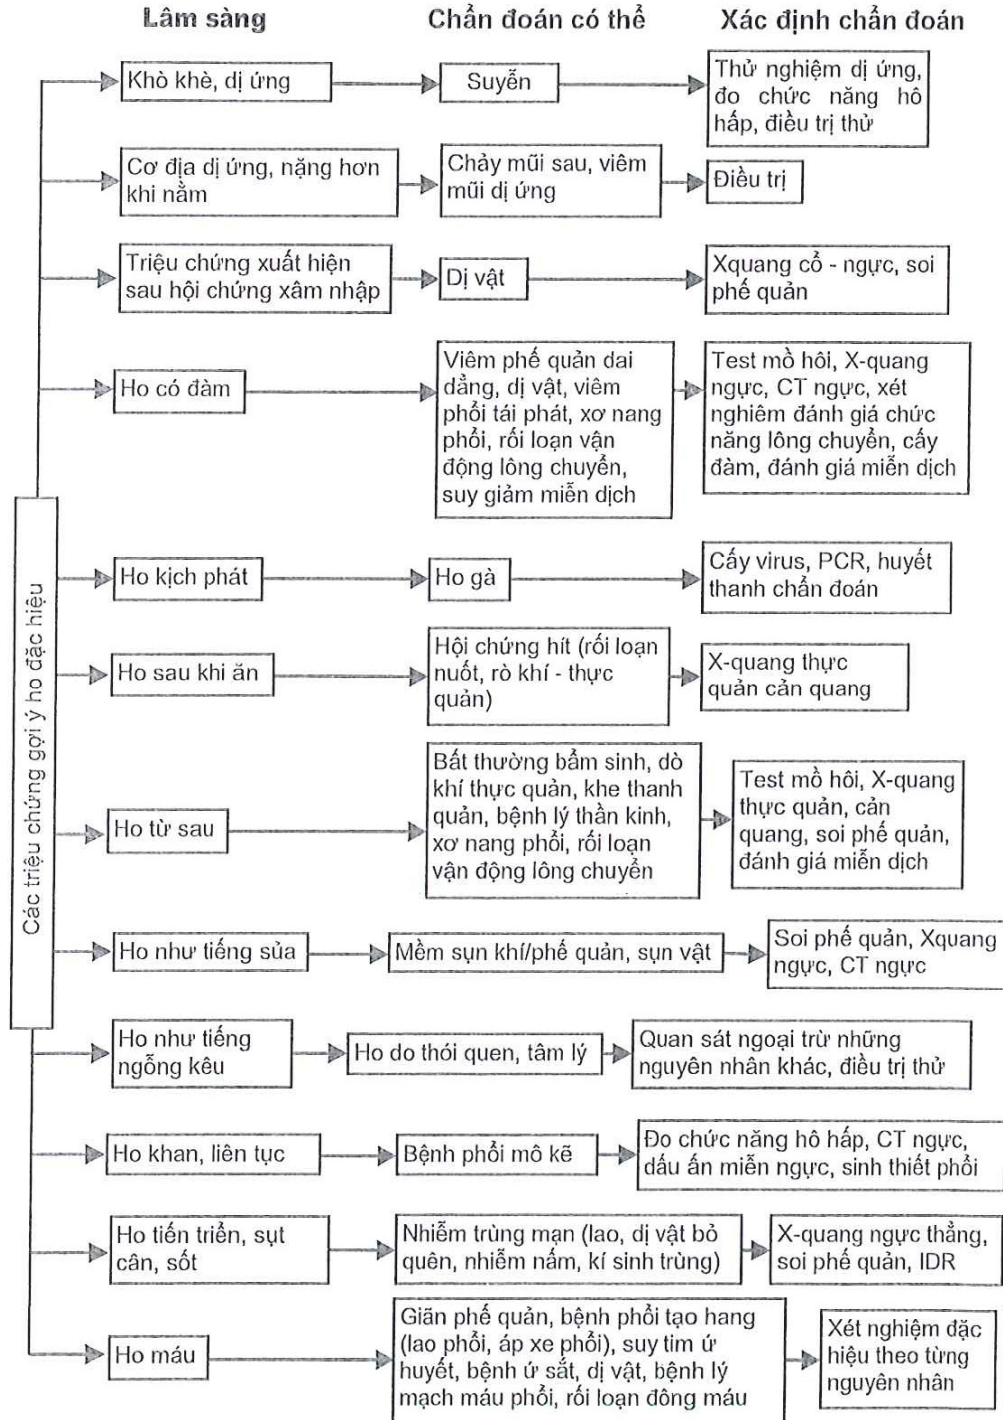 Lâm sàng
Chẩn đoán có thể
Xác định chẩn đoán
Các triệu chứng gợi ý ho đặc hiệu
Khò khè, dị ứng
Suyễn
Thử nghiệm dị ứng,
đo chức năng hô
hấp, điều trị thử
Cơ địa dị ứng, nặng hơn
khi nằm
Chảy mũi sau, viêm
mũi dị ứng
Điều trị
Triệu chứng xuất hiện
sau hội chứng xâm nhập
Dị vật
Xquang cổ - ngực, soi
phế quản
Ho có đàm
Viêm phế quản dai
dẳng, dị vật, viêm
phổi tái phát, xơ nang
phổi, rối loạn vận
động lông chuyển,
suy giảm miễn dịch
Test mồ hôi, X-quang
ngực, CT ngực, xét
nghiêm đánh giá chức
năng lông chuyển, cấy
đàm, đánh giá miễn dịch
Ho kịch phát
Ho gà
Cấy virus, PCR, huyết
thanh chẩn đoán
Ho sau khi ăn
Hội chứng hít (rối loạn
nuốt, rò khí - thực
quản)
X-quang thực
quản cản quang
Ho từ sau
Bất thường bẩm sinh, dò
khí thực quản, khe thanh
quản, bệnh lý thần kinh,
xơ nang phổi, rối loạn
vận động lông chuyển
Test mồ hôi, X-quang
thực quản, cản
quang, soi phế quản,
đánh giá miễn dịch
Ho như tiếng sủa
Mềm sụn khí/phế quản, sụn vật
Soi phế quản, Xquang
ngực, CT ngực
Ho như tiếng
ngỗng kêu
Ho do thói quen, tâm lý
Quan sát ngoại trừ những
nguyên nhân khác, điều trị thử
Ho khan, liên tục
Bệnh phổi mô kẽ
Đo chức năng hô hấp, CT ngực,
dấu ấn miễn ngực, sinh thiết phổi
Ho tiến triển, sụt
cân, sốt
Nhiễm trùng mạn (lao, dị vật bỏ
quên, nhiễm nấm, kí sinh trùng)
X-quang ngực thẳng,
soi phế quản, IDR
Ho máu
Giãn phế quản, bệnh phổi tạo hang
(lao phổi, áp xe phổi), suy tim ứ
huyết, bệnh ứ sắt, dị vật, bệnh lý
mạch máu phổi, rối loạn đông máu
Xét nghiệm đặc
hiệu theo từng
nguyên nhân